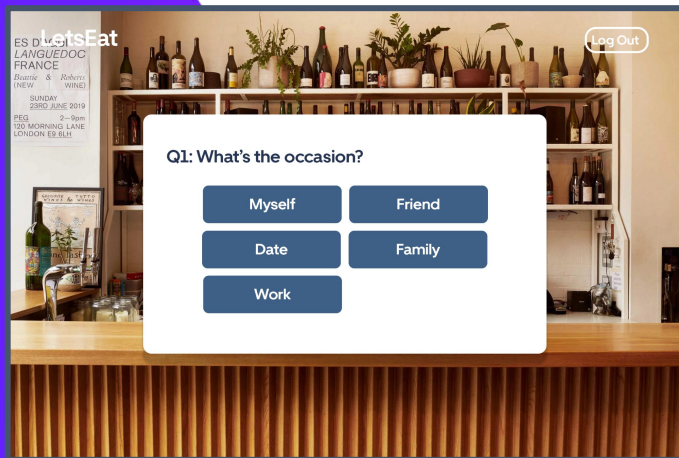 LetsEat
Log Out
LANGUEDOC
FRANCE
Beattie & Roberts
(NEW WINE)
SUNDAY
23RD JUNE 2019
PEG 2–9pm
120 MORNING LANE
LONDON E9 6LH
Q1: What's the occasion?
Myself
Friend
Date
Family
Work